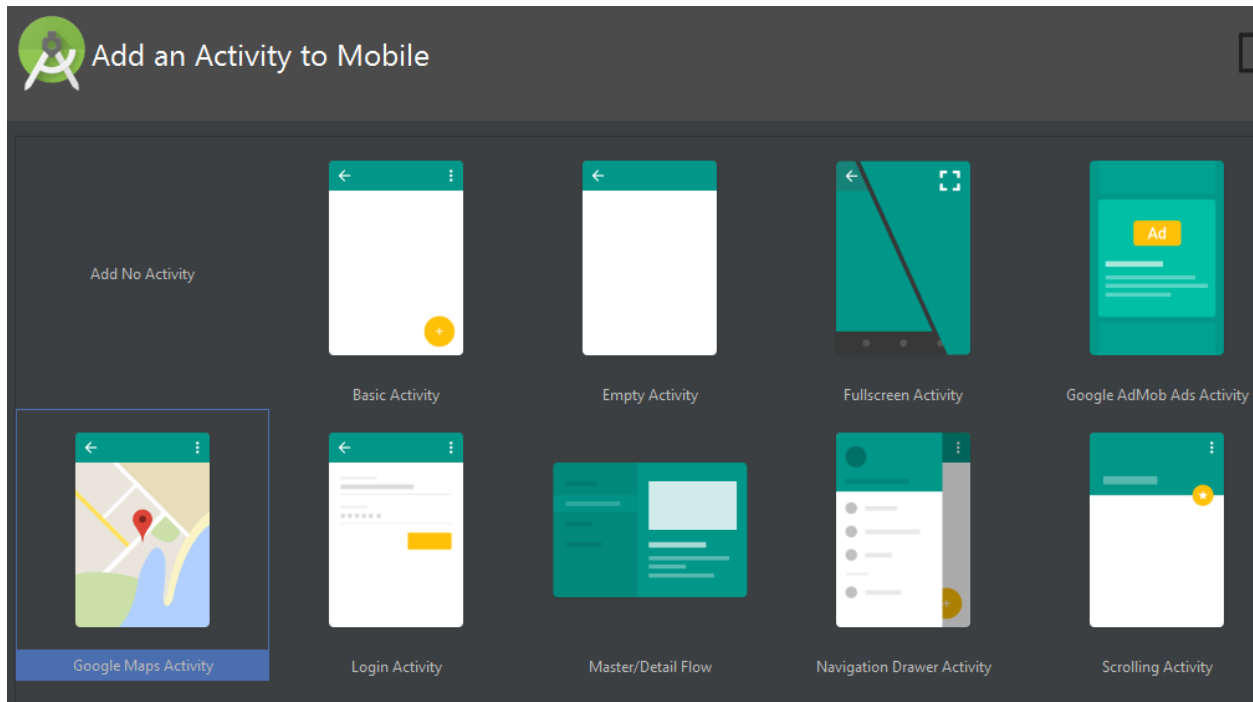 Add an Activity to Mobile
Add No Activity
Ad
Basic Activity
Empty Activity
Fullscreen Activity
Google AdMob Ads Activity
Google Maps Activity
Login Activity
Master/Detail Flow
Navigation Drawer Activity
Scrolling Activity